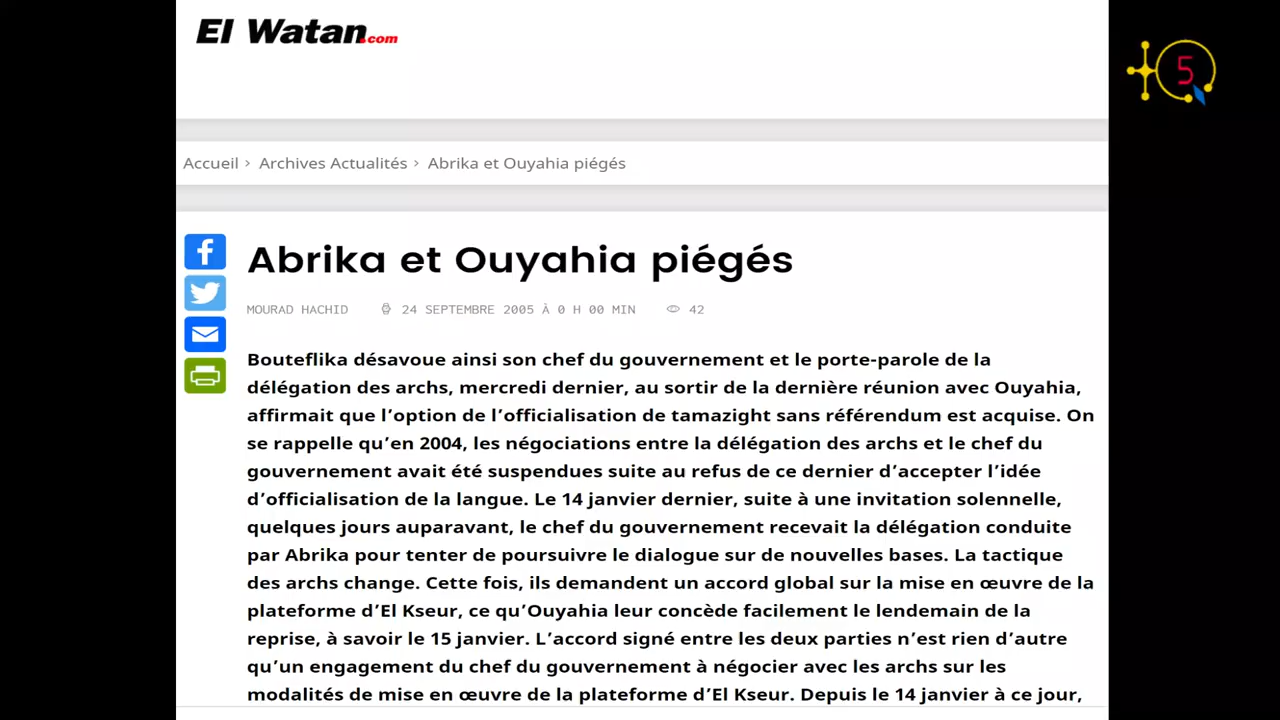 El Watan.com
5
Accueil › Archives Actualités › Abrika et Ouyahia piégés
Abrika et Ouyahia piégés
MOURAD HACHID 24 SEPTEMBRE 2005 À 0 H 00 MIN 42
Bouteflika désavoue ainsi son chef du gouvernement et le porte-parole de la
délégation des archs, mercredi dernier, au sortir de la dernière réunion avec Ouyahia,
affirmait que l’option de l’officialisation de tamazight sans référendum est acquise. On
se rappelle qu’en 2004, les négociations entre la délégation des archs et le chef du
gouvernement avait été suspendues suite au refus de ce dernier d’accepter l’idée
d’officialisation de la langue. Le 14 janvier dernier, suite à une invitation solennelle,
quelques jours auparavant, le chef du gouvernement recevait la délégation conduite
par Abrika pour tenter de poursuivre le dialogue sur de nouvelles bases. La tactique
des archs change. Cette fois, ils demandent un accord global sur la mise en œuvre de la
plateforme d’El Kseur, ce qu’Ouyahia leur concède facilement le lendemain de la
reprise, à savoir le 15 janvier. L’accord signé entre les deux parties n’est rien d’autre
qu’un engagement du chef du gouvernement à négocier avec les archs sur les
modalités de mise en œuvre de la plateforme d’El Kseur. Depuis le 14 janvier à ce jour,